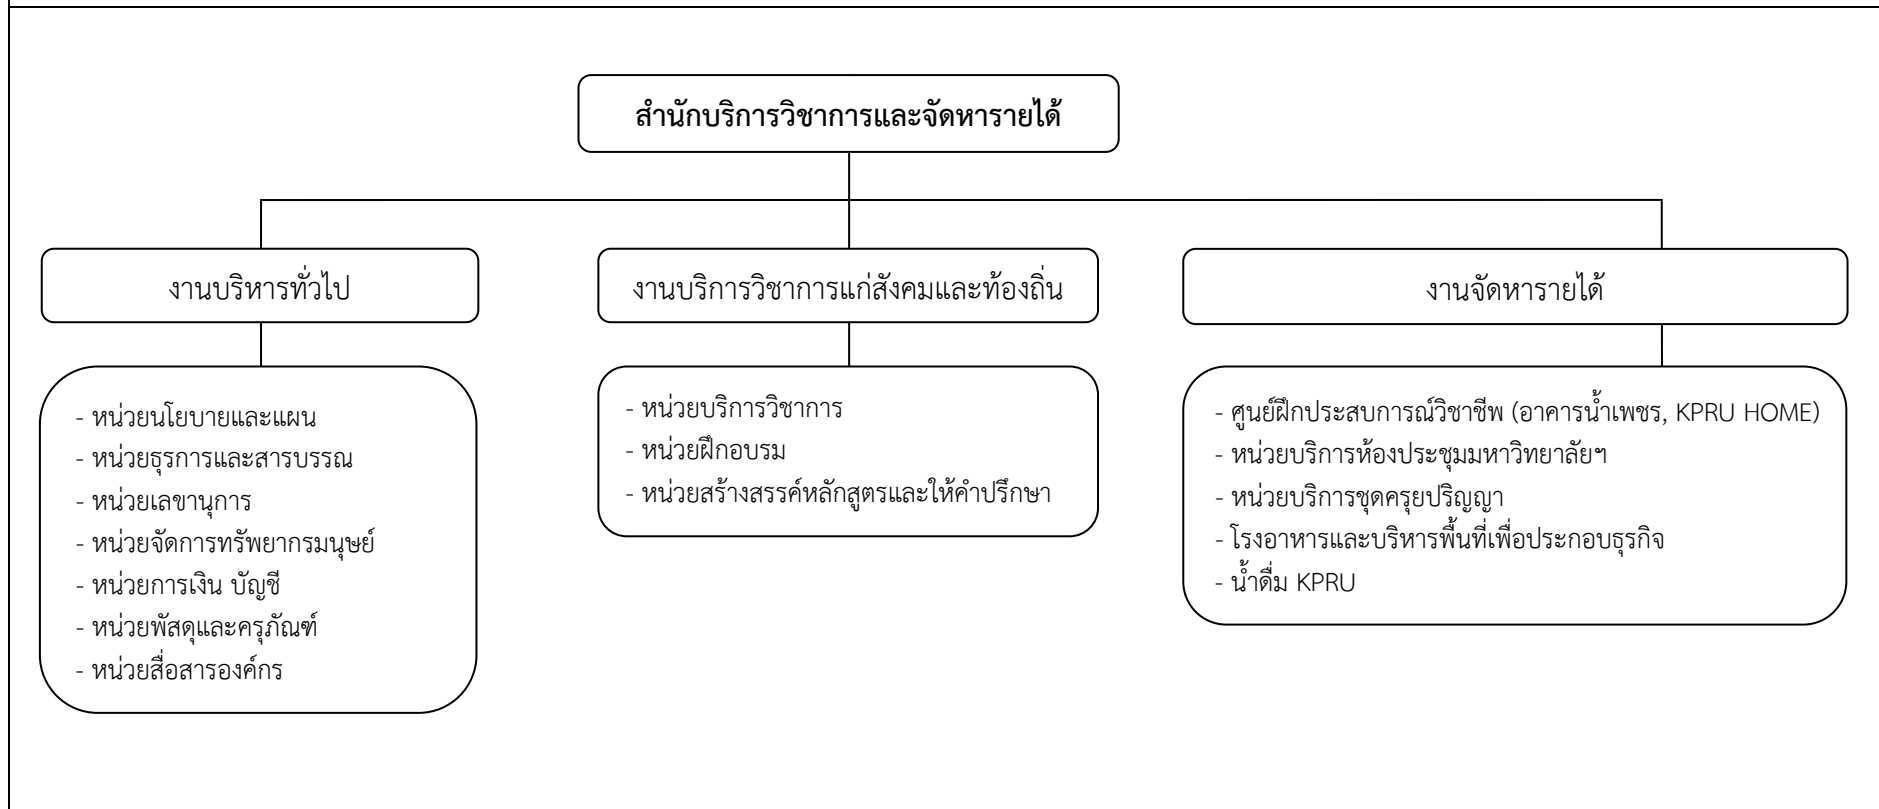 สำนักบริการวิชาการและจัดหารายได้
งานบริหารทั่วไป
- หน่วยนโยบายและแผน
- หน่วยธุรการและสารบรรณ
- หน่วยเลขานุการ
- หน่วยจัดการทรัพยากรมนุษย์
- หน่วยการเงิน บัญชี
- หน่วยพัสดุและครุภัณฑ์
- หน่วยสื่อสารองค์กร
งานบริการวิชาการแก่สังคมและท้องถิ่น
- หน่วยบริการวิชาการ
- หน่วยฝึกอบรม
- หน่วยสร้างสรรค์หลักสูตรและให้คำปรึกษา
งานจัดหารายได้
- ศูนย์ฝึกประสบการณ์วิชาชีพ (อาคารน้ำเพชร, KPRU HOME)
- หน่วยบริการห้องประชุมมหาวิทยาลัยฯ
- หน่วยบริการชุดครุยปริญญา
- โรงอาหารและบริหารพื้นที่เพื่อประกอบธุรกิจ
- น้ำดื่ม KPRU